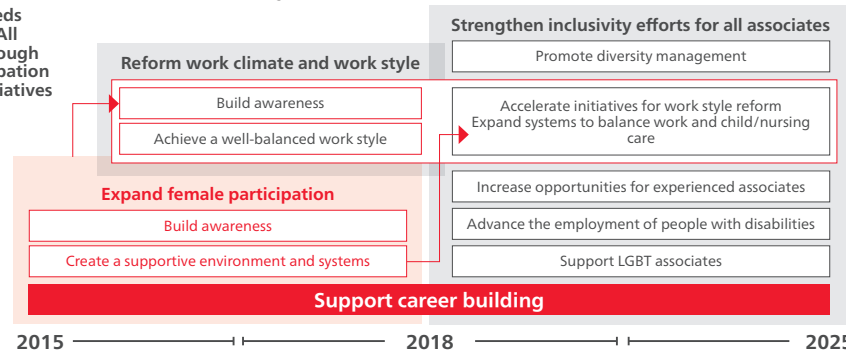 All
Strengthen inclusivity efforts for all associates
Promote diversity management
Reform work climate and work style
Build awareness
Achieve a well-balanced work style
Accelerate initiatives for work style reform
Expand systems to balance work and child/nursing
care
Expand female participation
Build awareness
Create a supportive environment and systems
Increase opportunities for experienced associates
Advance the employment of people with disabilities
Support LGBT associates
Support career building
2015
2018
2025